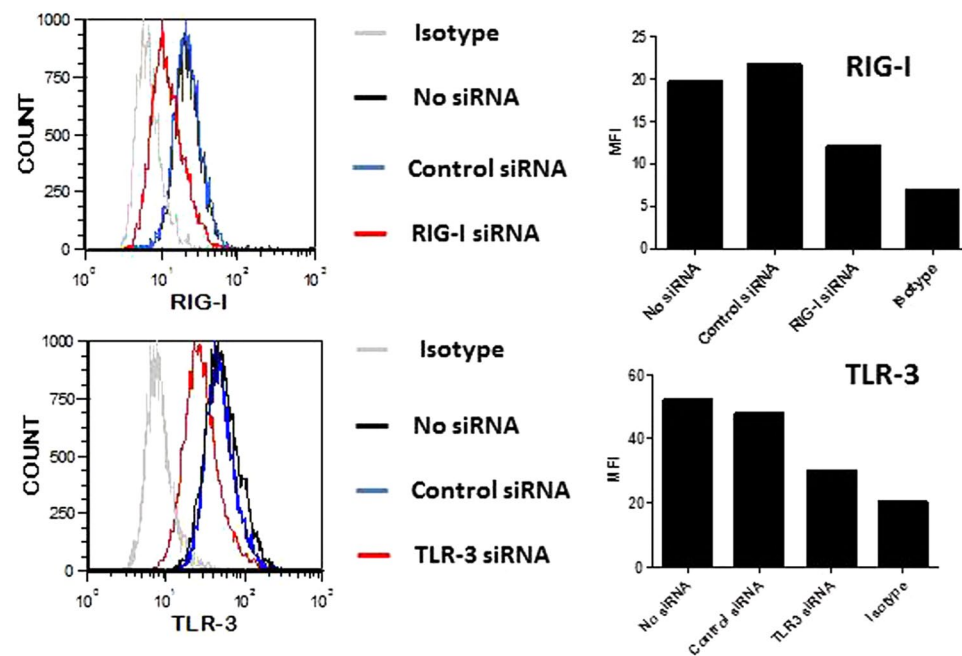 1000
750
500
250
0
COUNT
10⁰ 10¹ 10² 10³
RIG-I
Isotype
No siRNA
Control siRNA
RIG-I siRNA
25
20
15
10
5
0
MFI
RIG-I
No siRNA
Control siRNA
RIG-I siRNA
Isotype
1000
750
500
250
0
COUNT
10⁰ 10¹ 10² 10³
TLR-3
Isotype
No siRNA
Control siRNA
TLR-3 siRNA
60
40
20
0
MFI
TLR-3
No siRNA
Control siRNA
TLR3 siRNA
Isotype